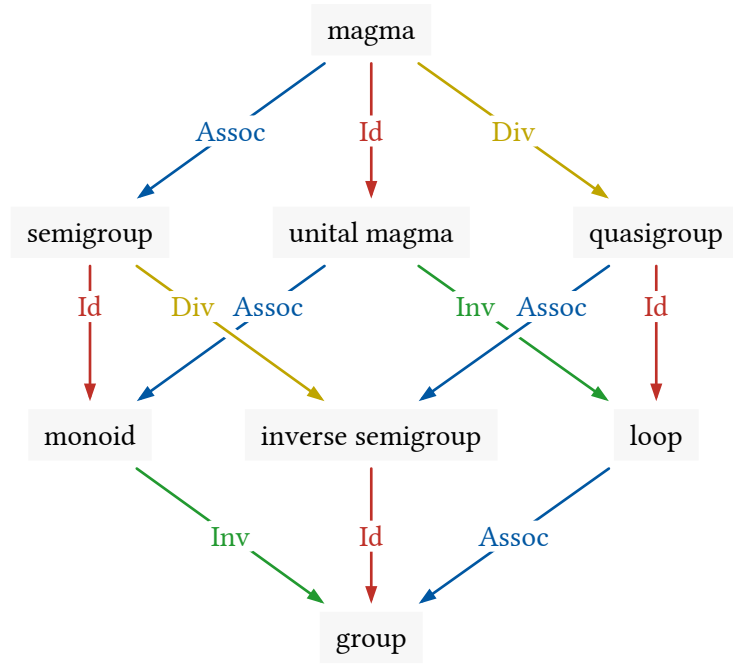 magma
Assoc Id Div
semigroup unital magma quasigroup
Id Div Assoc Inv Assoc Id
monoid inverse semigroup loop
Inv Id Assoc
group